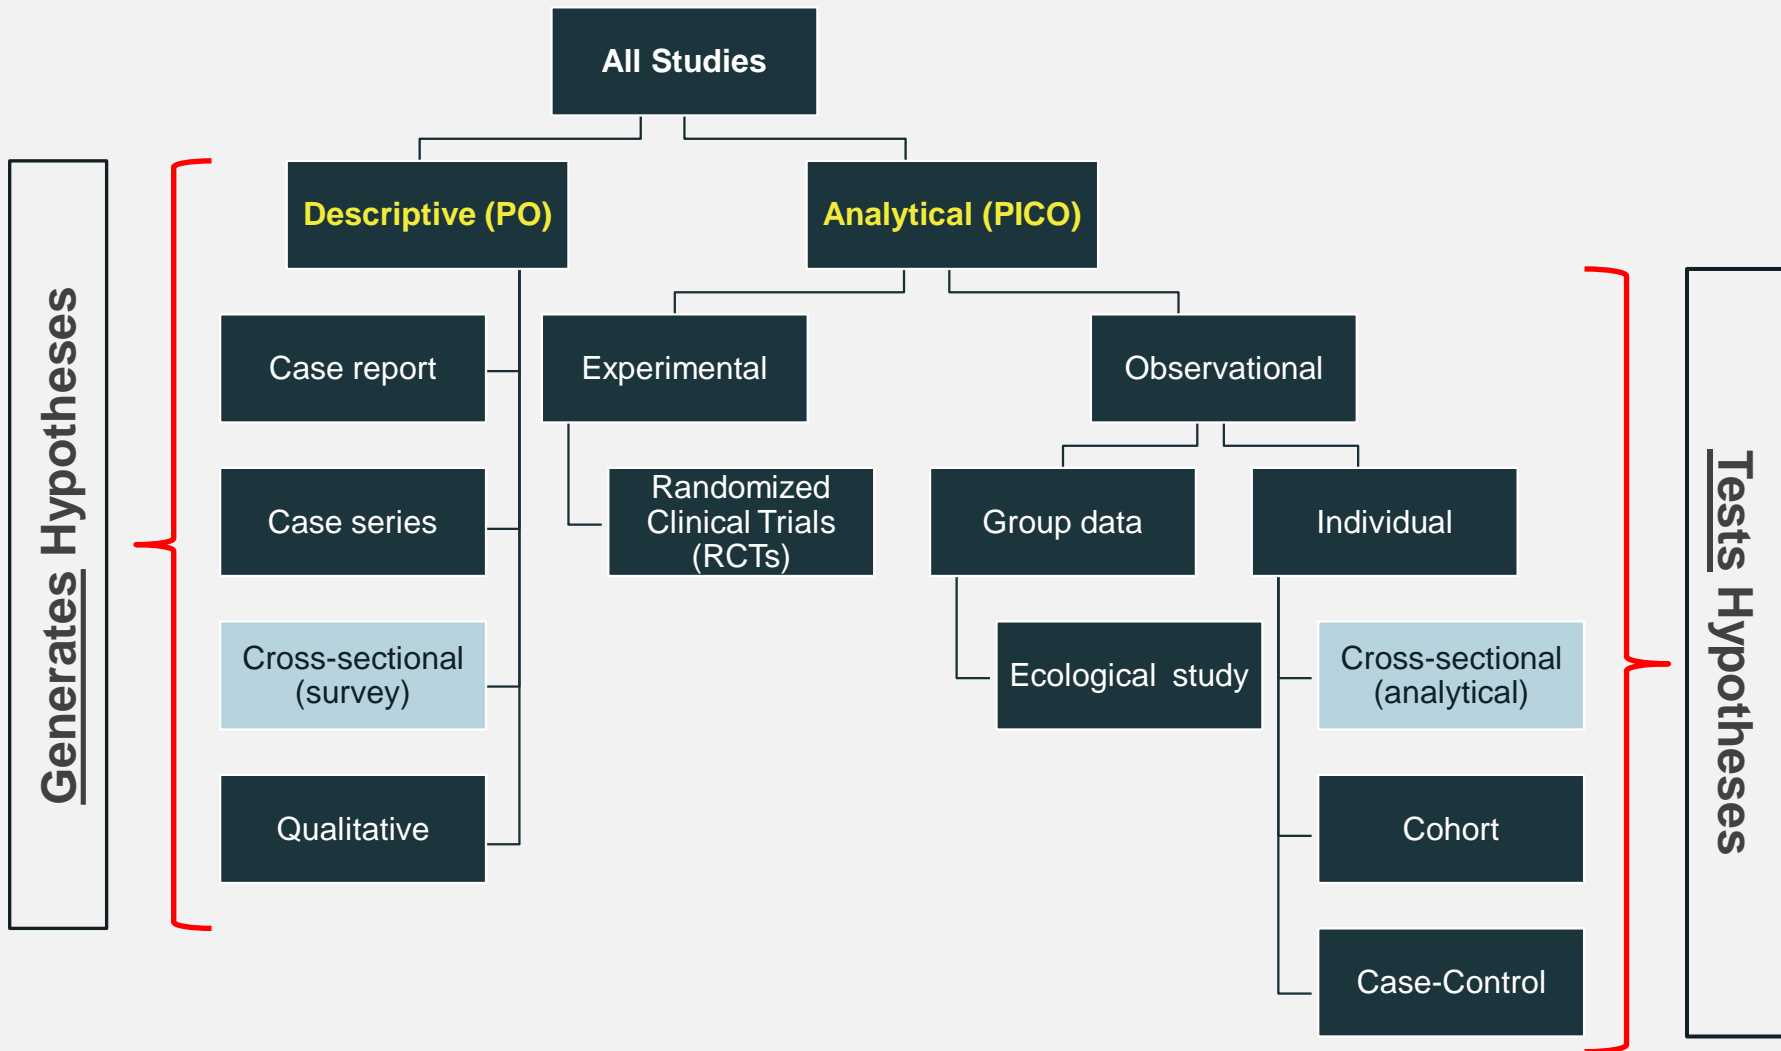 All Studies
Descriptive (PO)
Analytical (PICO)
Generates Hypotheses
Case report
Experimental
Observational
Tests Hypotheses
Case series
Randomized
Clinical Trials
(RCTs)
Group data
Individual
Cross-sectional
(survey)
Ecological study
Cross-sectional
(analytical)
Qualitative
Cohort
Case-Control